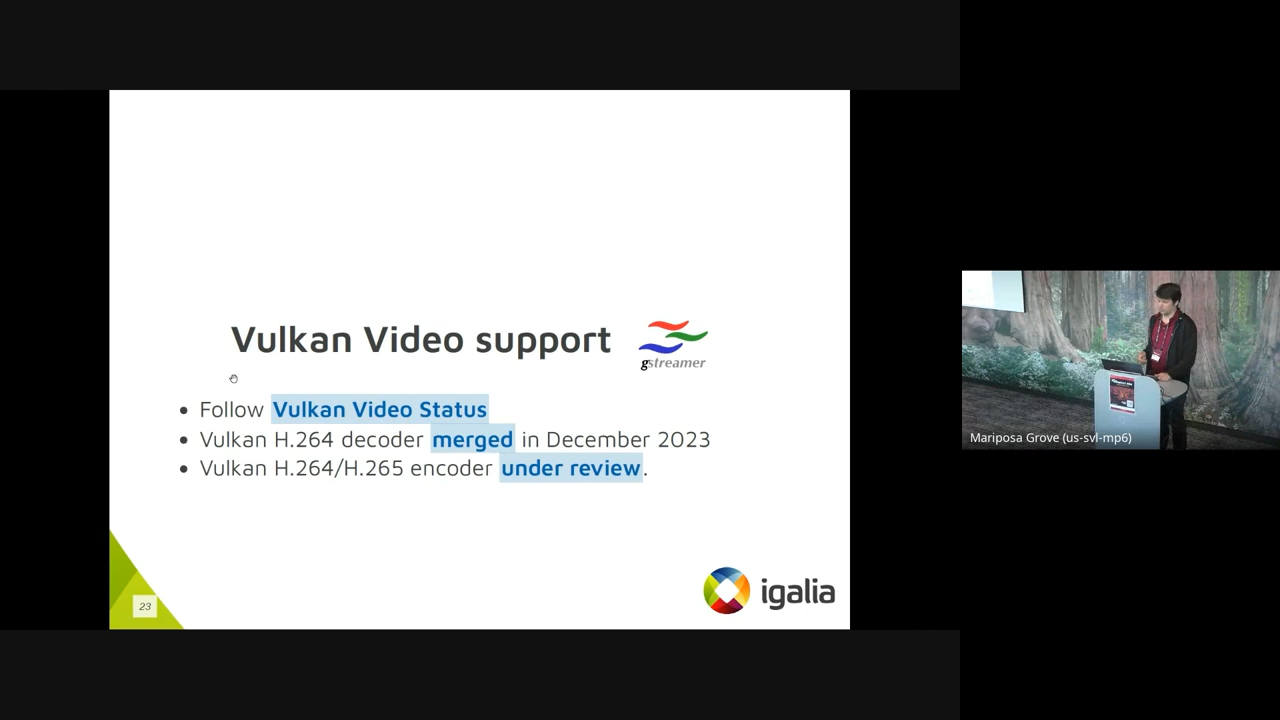 Vulkan Video support
gstreamer
Follow Vulkan Video Status
Vulkan H.264 decoder merged in December 2023
Vulkan H.264/H.265 encoder under review.
23
igalia
Mariposa Grove (us-svl-mp6)